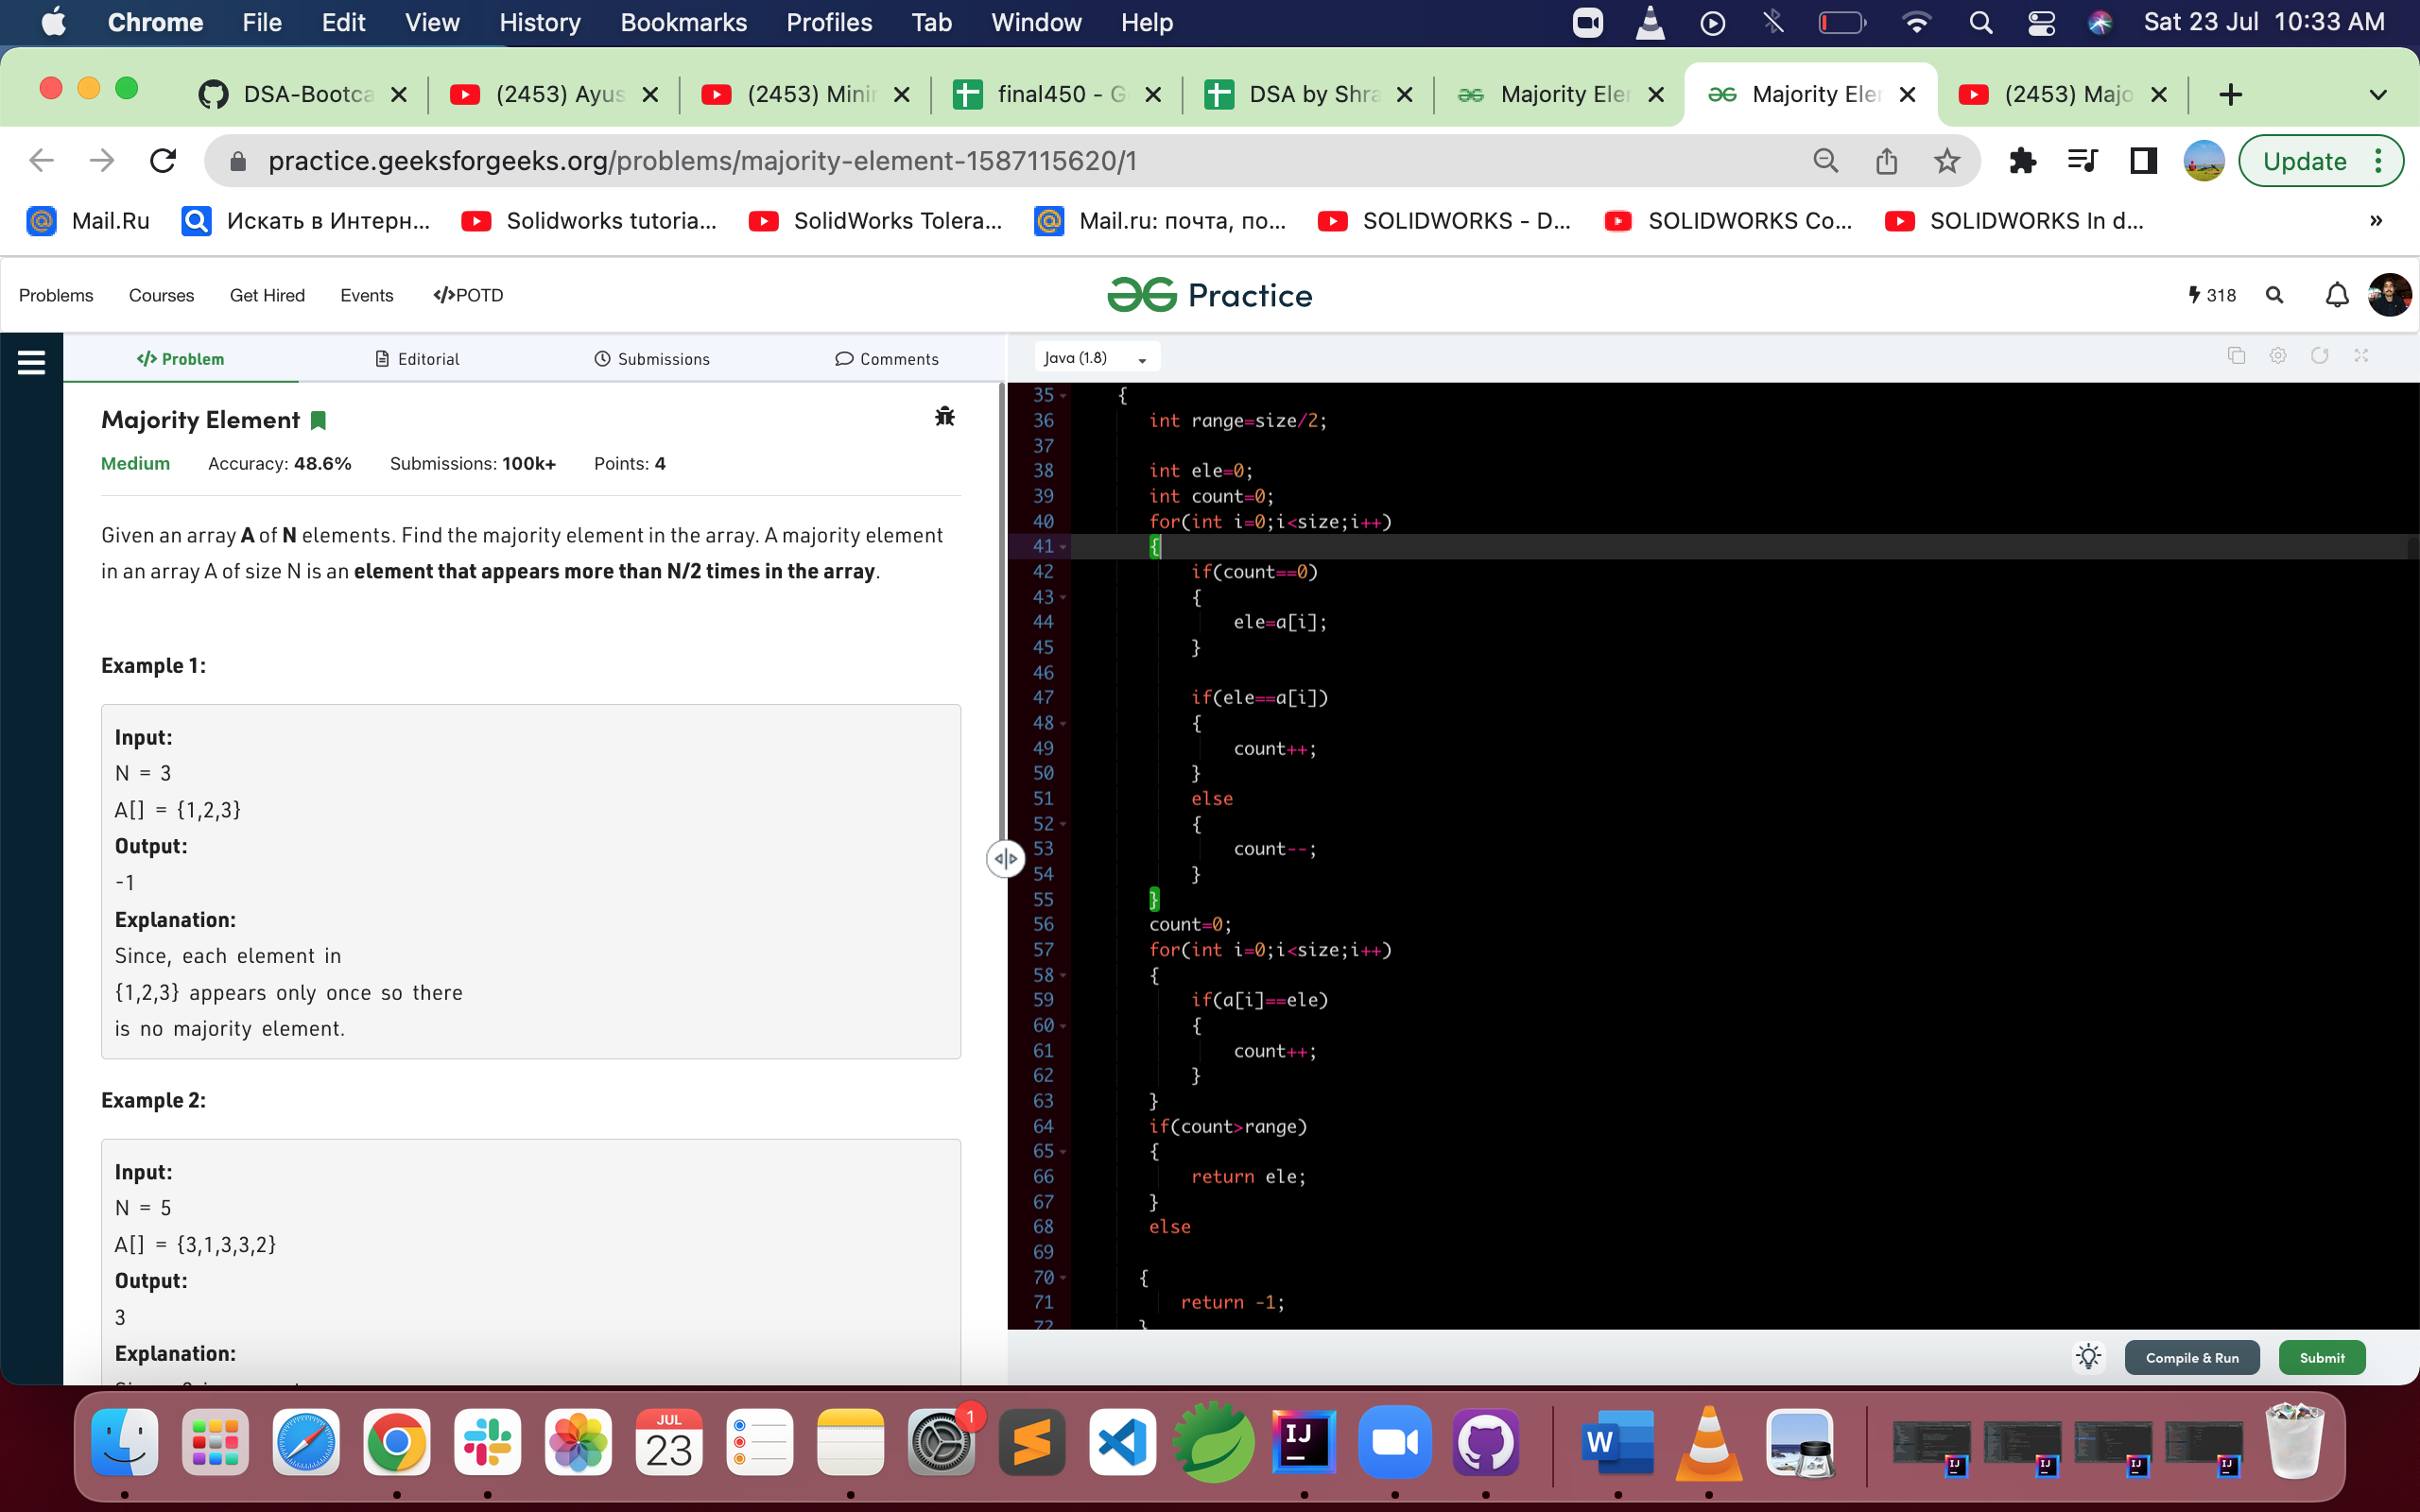 Chrome File Edit View History Bookmarks Profiles Tab Window Help Sat 23 Jul 10:33 AM
DSA-Bootca (2453) Ayus (2453) Minir final450 - G DSA by Shra Majority Eler Majority Eler (2453) Majo
practice.geeksforgeeks.org/problems/majority-element-1587115620/1 Update
Mail.Ru Искать в Интерн... Solidworks tutoria... SolidWorks Tolera... Mail.ru: почта, по... SOLIDWORKS - D... SOLIDWORKS Co... SOLIDWORKS In d... »
Problems Courses Get Hired Events </>POTD Practice 318
</> Problem Editorial Submissions Comments
Majority Element
Medium Accuracy: 48.6% Submissions: 100k+ Points: 4
Given an array A of N elements. Find the majority element in the array. A majority element
in an array A of size N is an element that appears more than N/2 times in the array.
Example 1:
Input:
N = 3
A[] = {1,2,3}
Output:
-1
Explanation:
Since, each element in
{1,2,3} appears only once so there
is no majority element.
Example 2:
Input:
N = 5
A[] = {3,1,3,3,2}
Output:
3
Explanation:
Java (1.8)
35 {
36 int range=size/2;
37
38 int ele=0;
39 int count=0;
40 for(int i=0;i<size;i++)
41 {
42 if(count==0)
43 {
44 ele=a[i];
45 }
46
47 if(ele==a[i])
48 {
49 count++;
50 }
51 else
52 {
53 count--;
54 }
55 }
56 count=0;
57 for(int i=0;i<size;i++)
58 {
59 if(a[i]==ele)
60 {
61 count++;
62 }
63 }
64 if(count>range)
65 {
66 return ele;
67 }
68 else
69
70 {
71 return -1;
72 }
Compile & Run Submit
JUL
23
1
IJ
W
IJ IJ IJ IJ